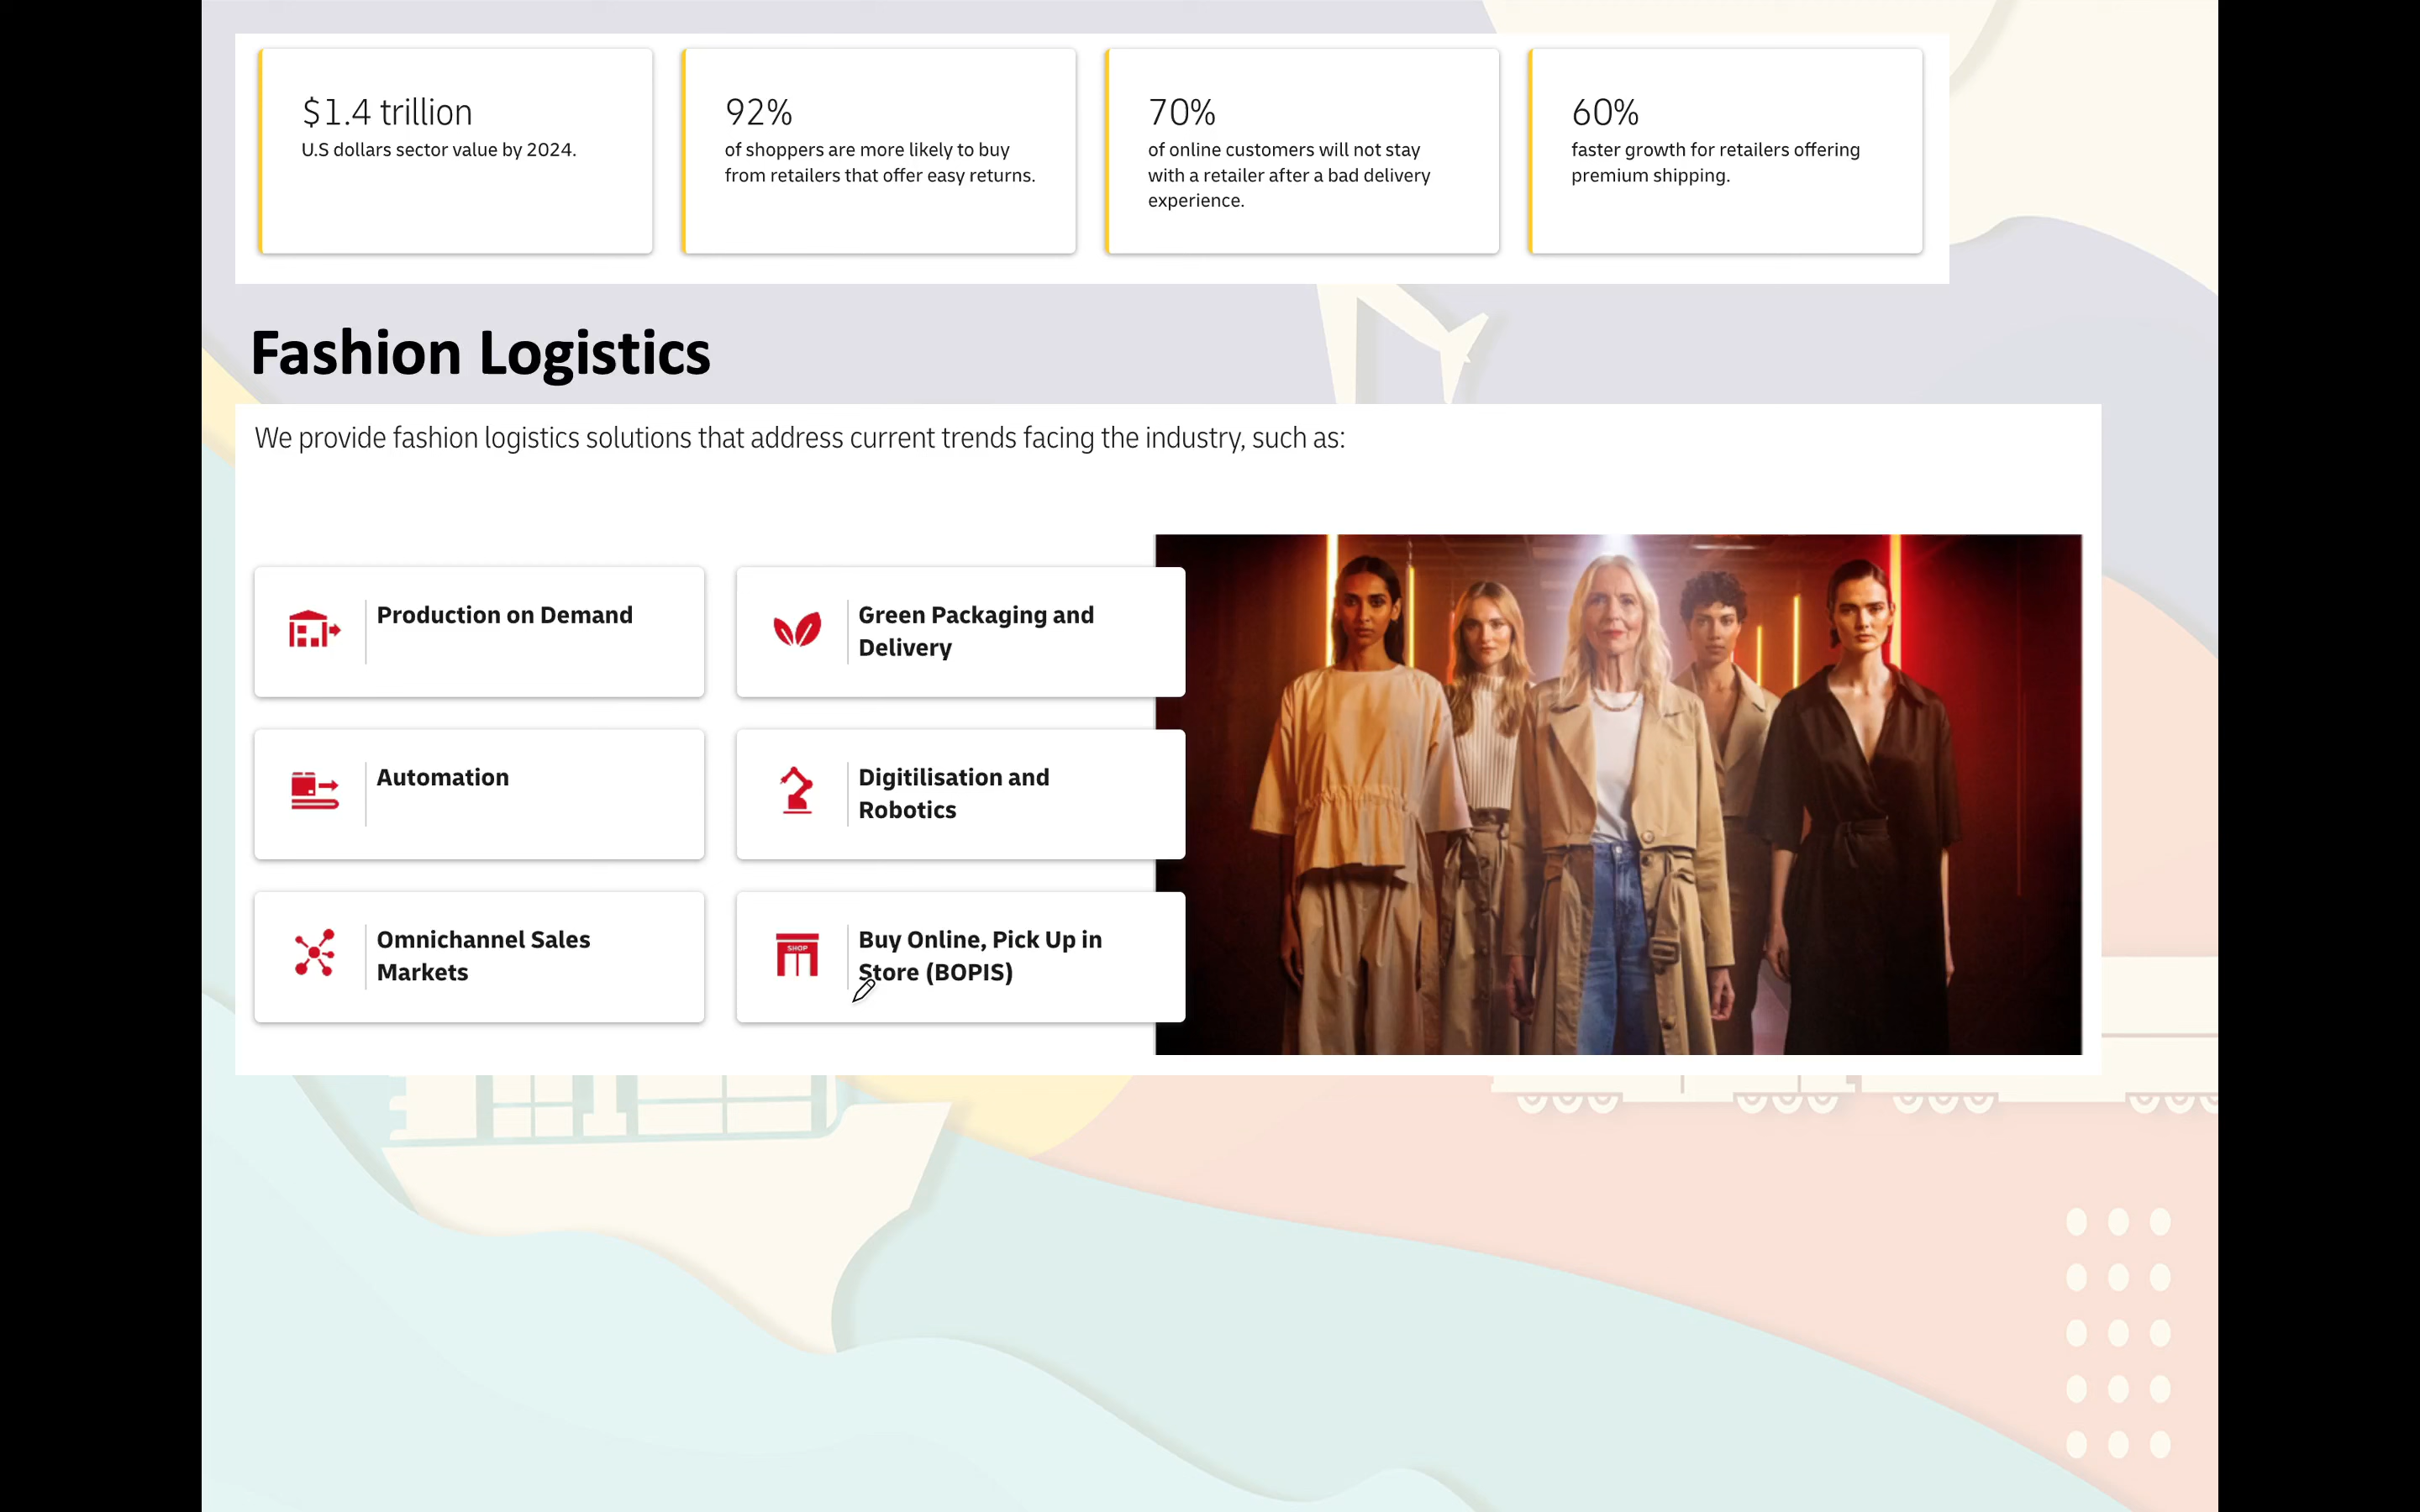 $1.4 trillion
U.S dollars sector value by 2024.
92%
of shoppers are more likely to buy
from retailers that offer easy returns.
70%
of online customers will not stay
with a retailer after a bad delivery
experience.
60%
faster growth for retailers offering
premium shipping.
Fashion Logistics
We provide fashion logistics solutions that address current trends facing the industry, such as:
Production on Demand
Green Packaging and
Delivery
Automation
Digitilisation and
Robotics
Omnichannel Sales
Markets
SHOP
Buy Online, Pick Up in
Store (BOPIS)